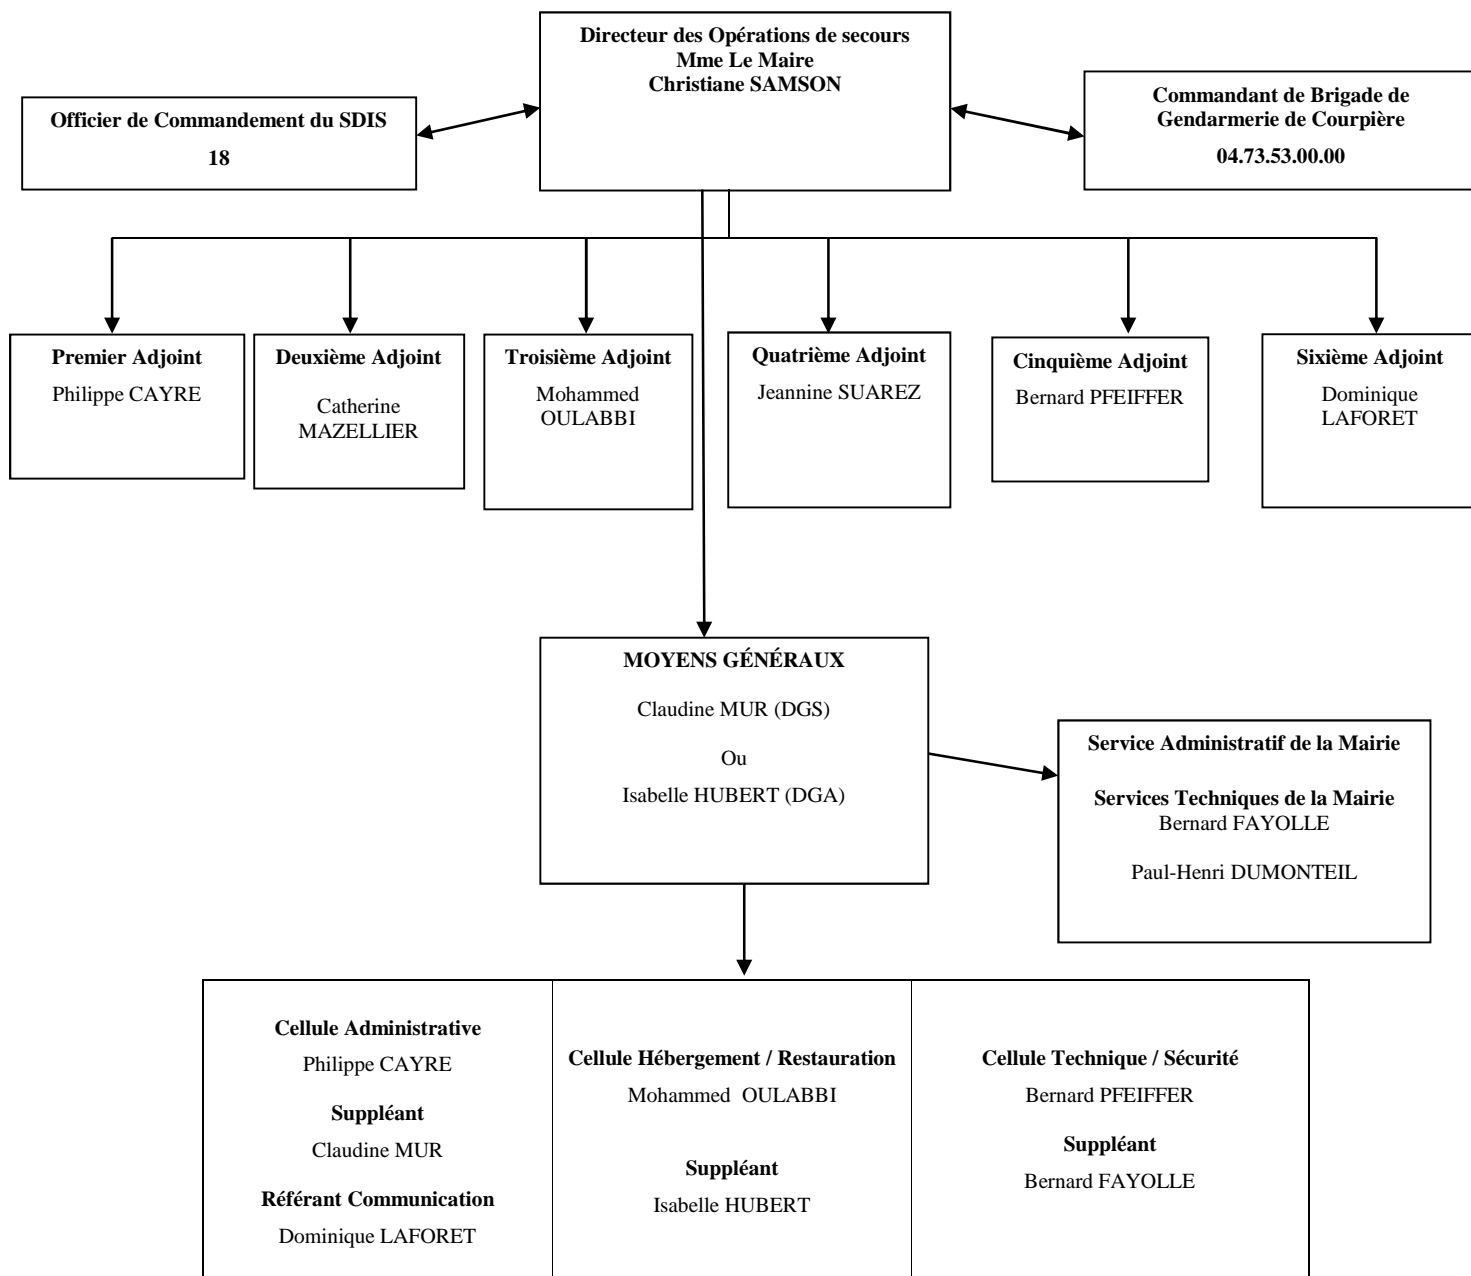 Directeur des Opérations de secours
Mme Le Maire
Christiane SAMSON
Officier de Commandement du SDIS
18
Commandant de Brigade de
Gendarmerie de Courpière
04.73.53.00.00
Premier Adjoint
Philippe CAYRE
Deuxième Adjoint
Catherine
MAZELLIER
Troisième Adjoint
Mohammed
OULABBI
Quatrième Adjoint
Jeannine SUAREZ
Cinquième Adjoint
Bernard PFEIFFER
Sixième Adjoint
Dominique
LAFORET
MOYENS GÉNÉRAUX
Claudine MUR (DGS)
Ou
Isabelle HUBERT (DGA)
Service Administratif de la Mairie
Services Techniques de la Mairie
Bernard FAYOLLE
Paul-Henri DUMONTEIL
Cellule Administrative
Philippe CAYRE
Suppléant
Claudine MUR
Référant Communication
Dominique LAFORET
Cellule Hébergement / Restauration
Mohammed OULABBI
Suppléant
Isabelle HUBERT
Cellule Technique / Sécurité
Bernard PFEIFFER
Suppléant
Bernard FAYOLLE